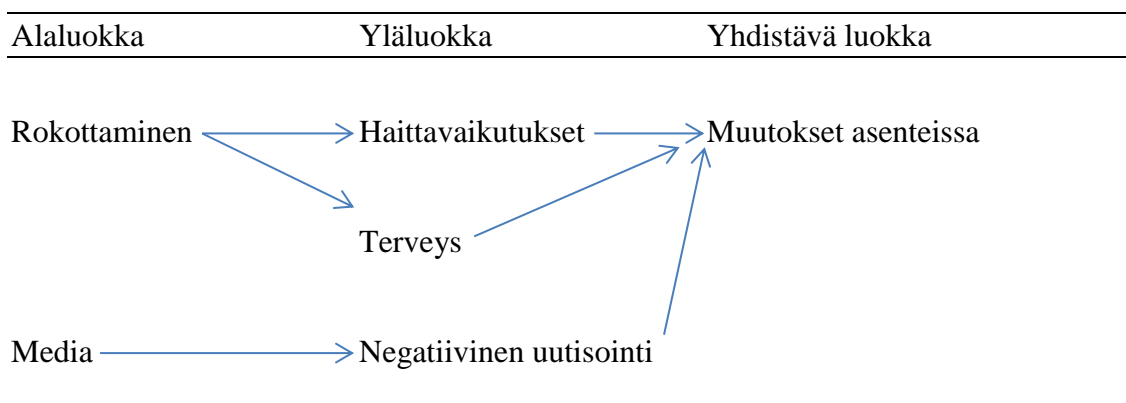 Alaluokka Yläluokka Yhdistävä luokka
Rokottaminen Haittavaikutukset Muutokset asenteissa
Terveys
Media Negatiivinen uutisointi